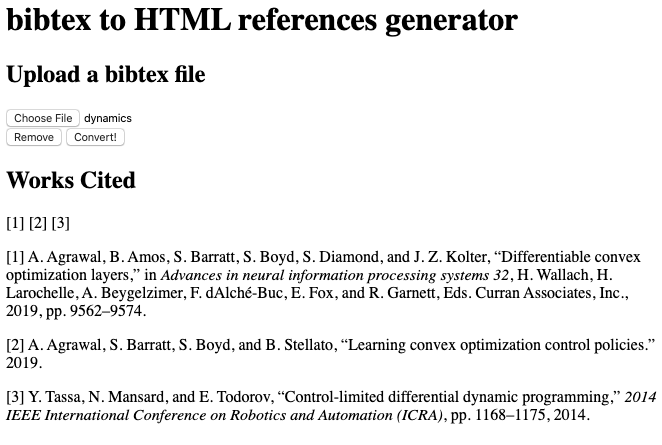 bibtex to HTML references generator
Upload a bibtex file
Choose File dynamics
Remove Convert!
Works Cited
[1] [2] [3]
[1] A. Agrawal, B. Amos, S. Barratt, S. Boyd, S. Diamond, and J. Z. Kolter, “Differentiable convex
optimization layers,” in Advances in neural information processing systems 32, H. Wallach, H.
Larochelle, A. Beygelzimer, F. dAlché-Buc, E. Fox, and R. Garnett, Eds. Curran Associates, Inc.,
2019, pp. 9562–9574.
[2] A. Agrawal, S. Barratt, S. Boyd, and B. Stellato, “Learning convex optimization control policies.”
2019.
[3] Y. Tassa, N. Mansard, and E. Todorov, “Control-limited differential dynamic programming,” 2014
IEEE International Conference on Robotics and Automation (ICRA), pp. 1168–1175, 2014.